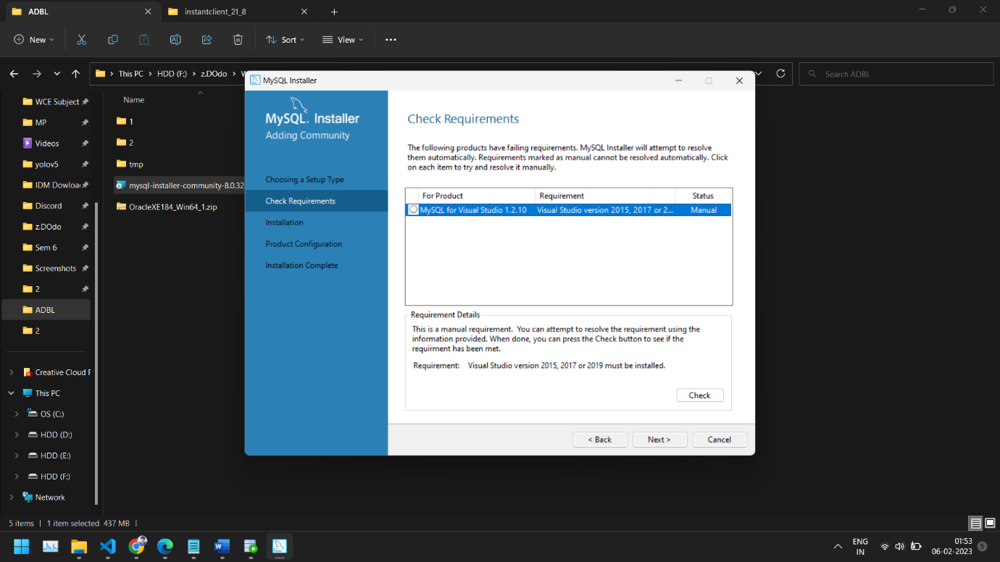 ADBL
instantclient_21_8
New
Sort
View
This PC
HDD (F:)
z.DOdo
Search ADBL
WCE Subject
MP
Videos
yolov5
IDM Dowloa
Discord
z.DOdo
Sem 6
Screenshots
2
ADBL
2
Creative Cloud F
This PC
OS (C:)
HDD (D:)
HDD (E:)
HDD (F:)
Network
Name
1
2
tmp
mysql-installer-community-8.0.32
OracleXE184_Win64_1.zip
MySQL Installer
MySQL. Installer
Adding Community
Choosing a Setup Type
Check Requirements
Installation
Product Configuration
Installation Complete
Check Requirements
The following products have failing requirements. MySQL Installer will attempt to resolve
them automatically. Requirements marked as manual cannot be resolved automatically. Click
on each item to try and resolve it manually.
For Product Requirement Status
MySQL for Visual Studio 1.2.10 Visual Studio version 2015, 2017 or 2... Manual
Requirement Details
This is a manual requirement. You can attempt to resolve the requirement using the
information provided. When done, you can press the Check button to see if the
requirment has been met.
Requirement: Visual Studio version 2015, 2017 or 2019 must be installed.
Check
< Back Next > Cancel
5 items 1 item selected 437 MB
ENG
IN
01:53
06-02-2023
5